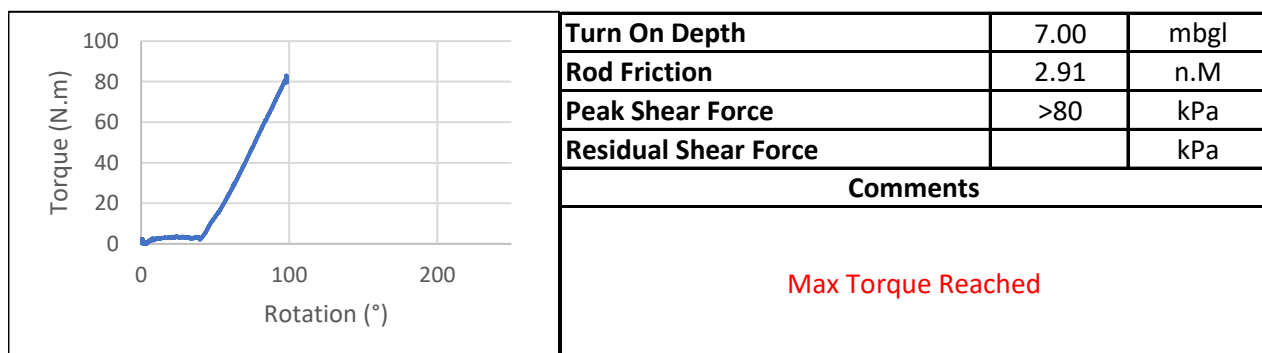 100
80
60
40
20
0
0 100 200
Torque (N.m)
Rotation (°)
Turn On Depth 7.00 mbgl
Rod Friction 2.91 n.M
Peak Shear Force >80 kPa
Residual Shear Force kPa
Comments
Max Torque Reached